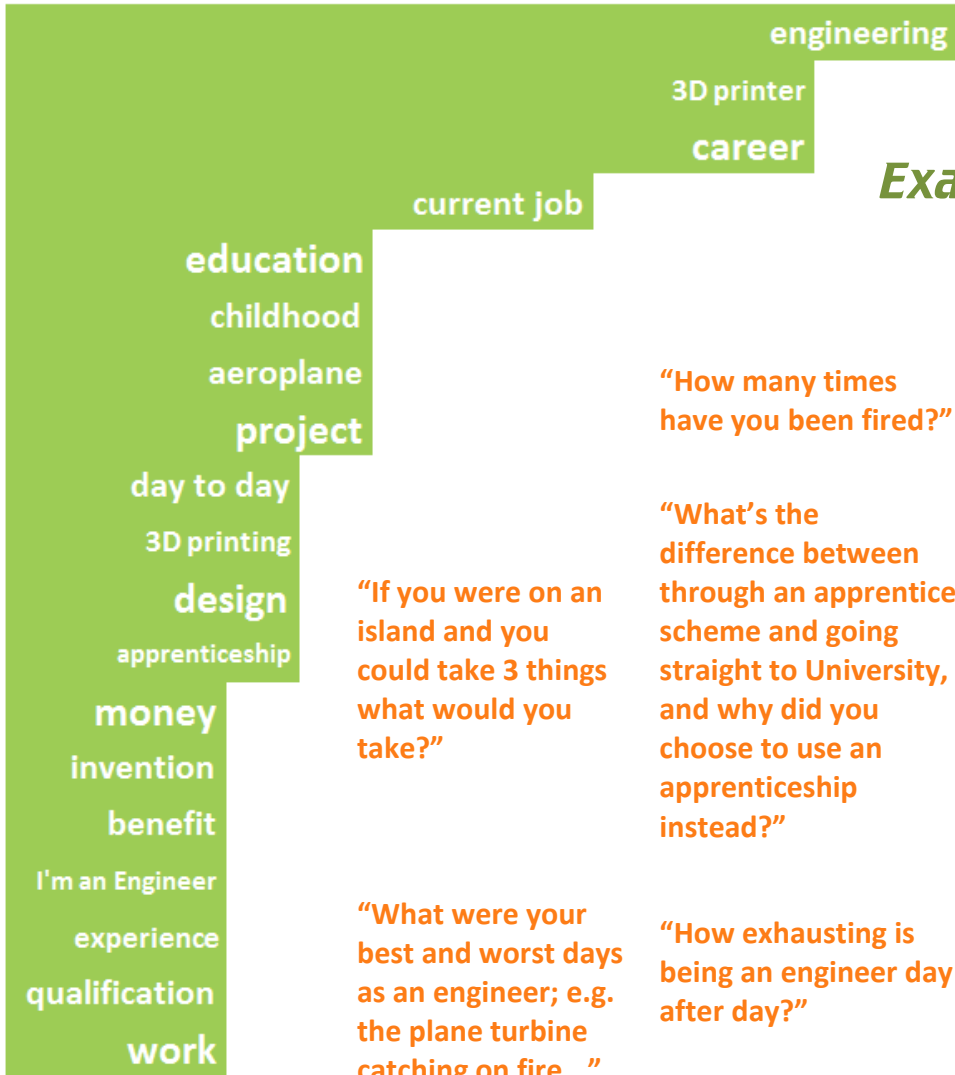 engineering
3D printer
career
Exa
current job
education
childhood
aeroplane
project
day to day
3D printing
design
apprenticeship
money
invention
benefit
I'm an Engineer
experience
qualification
work
“If you were on an
island and you
could take 3 things
what would you
take?”
“What were your
best and worst days
as an engineer; e.g.
the plane turbine
catching on fire...”
“How many times
have you been fired?”
“What’s the
difference between
through an apprentice
scheme and going
straight to University,
and why did you
choose to use an
apprenticeship
instead?”
“How exhausting is
being an engineer day
after day?”